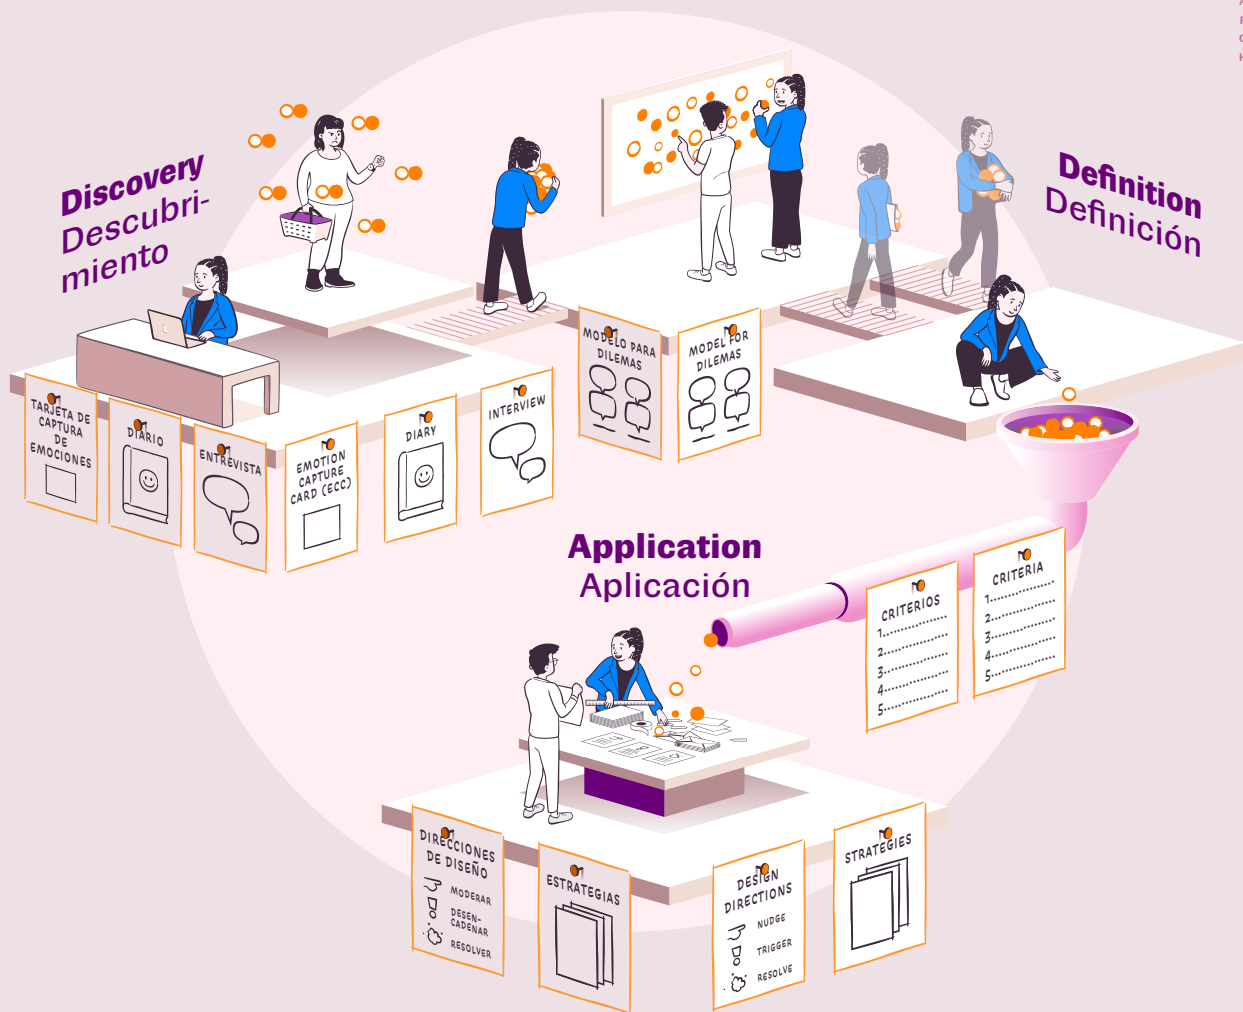 Discovery
Descubri-
miento
Definition
Definición
MODELO PARA
DILEMAS
MODEL FOR
DILEMAS
TARJETA DE
CAPTURA
DE
EMOCIONES
DIARIO
ENTREVISTA
EMOTION
CAPTURE
CARD (ECC)
DIARY
INTERVIEW
Application
Aplicación
CRITERIOS
1..................
2..................
3..................
4..................
5..................
CRITERIA
1..................
2..................
3..................
4..................
5..................
DIRECCIONES
DE DISEÑO
MODERAR
DESEN-
CADENAR
RESOLVER
ESTRATEGIAS
DESIGN
DIRECTIONS
NUDGE
TRIGGER
RESOLVE
STRATEGIES